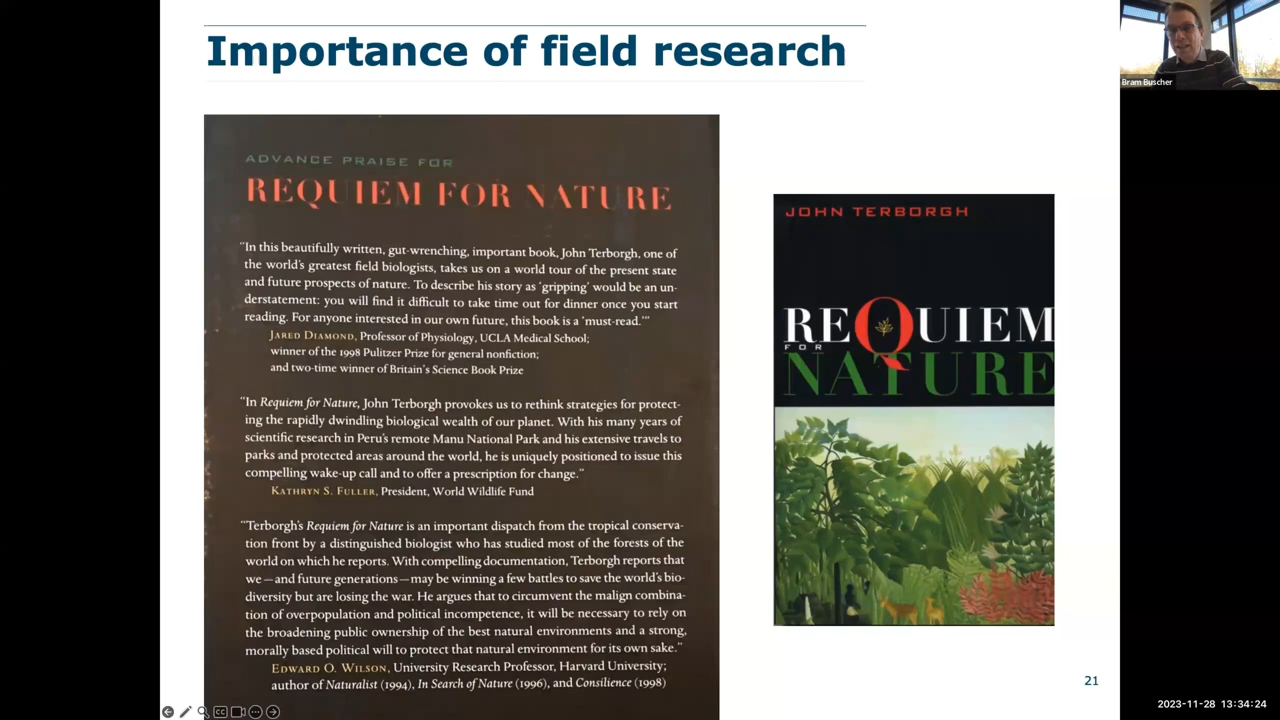 Importance of field research
ADVANCE PRAISE FOR
REQUIEM FOR NATURE
"In this beautifully written, gut-wrenching, important book, John Terborgh, one of
the world's greatest field biologists, takes us on a world tour of the present state
and future prospects of nature. To describe his story as 'gripping' would be an un-
derstatement: you will find it difficult to take time out for dinner once you start
reading. For anyone interested in our own future, this book is a 'must-read.'"
JARED DIAMOND, Professor of Physiology, UCLA Medical School;
winner of the 1998 Pulitzer Prize for general nonfiction;
and two-time winner of Britain's Science Book Prize
"In Requiem for Nature, John Terborgh provokes us to rethink strategies for protect-
ing the rapidly dwindling biological wealth of our planet. With his many years of
scientific research in Peru's remote Manu National Park and his extensive travels to
parks and protected areas around the world, he is uniquely positioned to issue this
compelling wake-up call and to offer a prescription for change."
KATHRYN S. FULLER, President, World Wildlife Fund
"Terborgh's Requiem for Nature is an important dispatch from the tropical conserva-
tion front by a distinguished biologist who has studied most of the forests of the
world on which he reports. With compelling documentation, Terborgh reports that
we—and future generations—may be winning a few battles to save the world's bio-
diversity but are losing the war. He argues that to circumvent the malign combina-
tion of overpopulation and political incompetence, it will be necessary to rely on
the broadening public ownership of the best natural environments and a strong,
morally based political will to protect that natural environment for its own sake."
EDWARD O. WILSON, University Research Professor, Harvard University;
author of Naturalist (1994), In Search of Nature (1996), and Consilience (1998)
JOHN TERBORGH
REQUIEM
FOR
NATURE
21
Bram Buscher
CC
2023-11-28 13:34:24